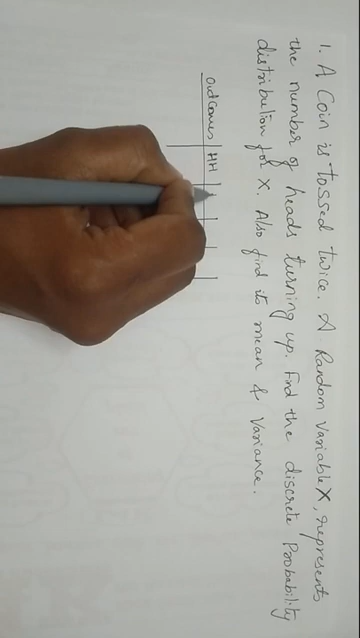 1. A Coin is tossed twice. A Random variable X, represents
the number of heads turning up. Find the discrete Probability
distribution for X. Also find its mean & Variance.
Outcomes HH